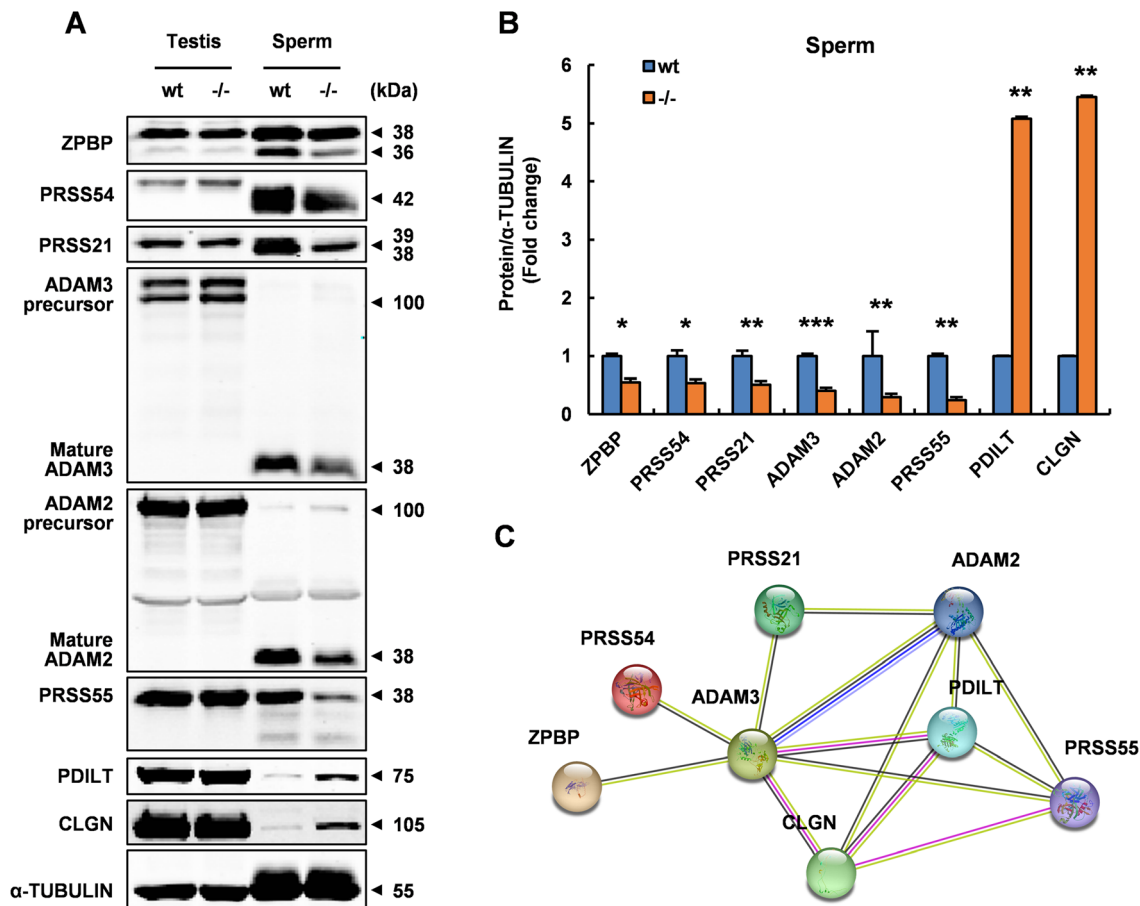 A
Testis Sperm
wt -/- wt -/- (kDa)
ZPBP
38
36
PRSS54
42
PRSS21
39
38
ADAM3
precursor
100
Mature
ADAM3
38
ADAM2
precursor
100
Mature
ADAM2
38
PRSS55
38
PDILT
75
CLGN
105
α-TUBULIN
55
B
Sperm
wt
-/-
Protein/α-TUBULIN
(Fold change)
6
5
4
3
2
1
0
* * ** *** ** ** ** **
ZPBP
PRSS54
PRSS21
ADAM3
ADAM2
PRSS55
PDILT
CLGN
C
PRSS21
ADAM2
PRSS54
ADAM3
PDILT
ZPBP
PRSS55
CLGN